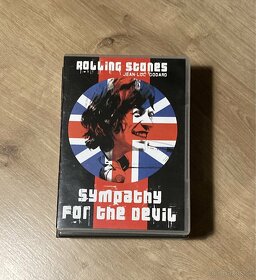 ROLLING STONES
JEAN LUC GODARD
SYMPATHY
FOR THE DEVIL